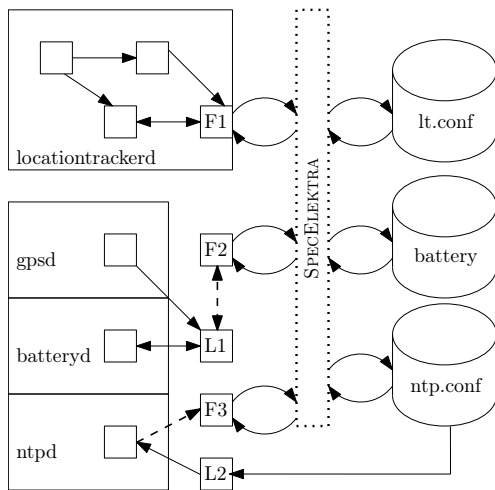 F1
lt.conf
locationtrackerd
SPECELEKTRA
gpsd
F2
battery
batteryd
L1
F3
ntp.conf
ntpd
L2